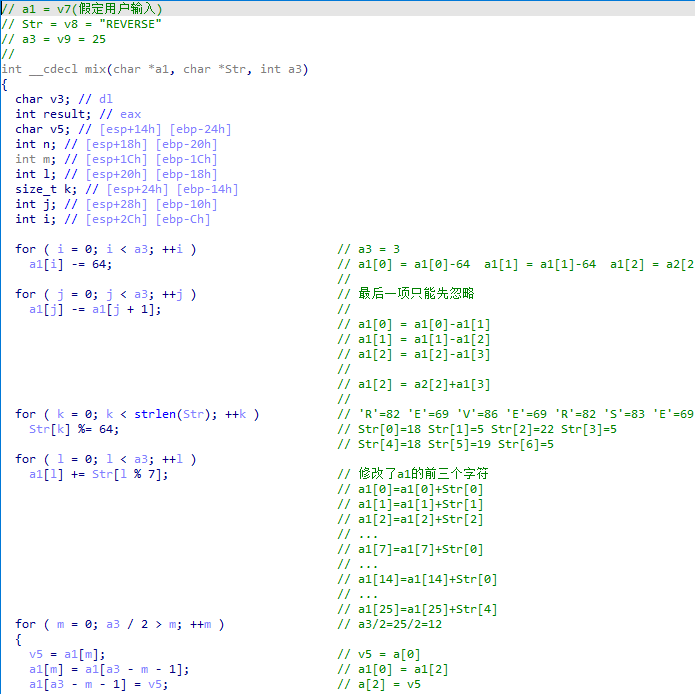 // a1 = v7(假定用户输入)
// Str = v8 = "REVERSE"
// a3 = v9 = 25
//
int __cdecl mix(char *a1, char *Str, int a3)
{
  char v3; // dl
  int result; // eax
  char v5; // [esp+14h] [ebp-24h]
  int n; // [esp+18h] [ebp-20h]
  int m; // [esp+1Ch] [ebp-1Ch]
  int l; // [esp+20h] [ebp-18h]
  size_t k; // [esp+24h] [ebp-14h]
  int j; // [esp+28h] [ebp-10h]
  int i; // [esp+2Ch] [ebp-Ch]
  for ( i = 0; i < a3; ++i ) // a3 = 3
    a1[i] -= 64; // a1[0] = a1[0]-64  a1[1] = a1[1]-64  a1[2] = a2[2
//
  for ( j = 0; j < a3; ++j ) // 最后一项只能先忽略
    a1[j] -= a1[j + 1]; //
// a1[0] = a1[0]-a1[1]
// a1[1] = a1[1]-a1[2]
// a1[2] = a1[2]-a1[3]
//
// a1[2] = a2[2]+a1[3]
//
  for ( k = 0; k < strlen(Str); ++k ) // 'R'=82 'E'=69 'V'=86 'E'=69 'R'=82 'S'=83 'E'=69
    Str[k] %= 64; // Str[0]=18 Str[1]=5 Str[2]=22 Str[3]=5
// Str[4]=18 Str[5]=19 Str[6]=5
  for ( l = 0; l < a3; ++l )
    a1[l] += Str[l % 7]; // 修改了a1的前三个字符
// a1[0]=a1[0]+Str[0]
// a1[1]=a1[1]+Str[1]
// a1[2]=a1[2]+Str[2]
// ...
// a1[7]=a1[7]+Str[0]
// ...
// a1[14]=a1[14]+Str[0]
// ...
// a1[25]=a1[25]+Str[4]
  for ( m = 0; a3 / 2 > m; ++m ) // a3/2=25/2=12
  {
    v5 = a1[m]; // v5 = a[0]
    a1[m] = a1[a3 - m - 1]; // a1[0] = a1[2]
    a1[a3 - m - 1] = v5; // a[2] = v5